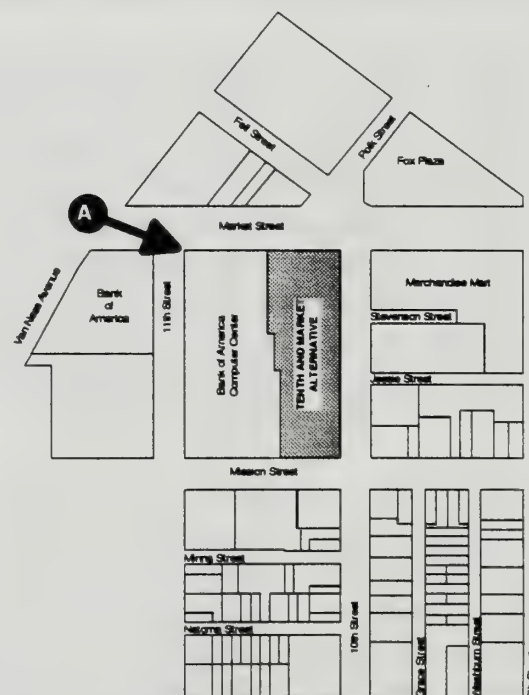 Fell Street
Polk Street
Fox Plaza
A
Market Street
Van Ness Avenue
Bank
of
America
11th Street
Bank of America
Computer Center
TENTH AND MARKET
ALTERNATIVE
Merchandise Mart
Stevenson Street
Jessie Street
Mission Street
Minna Street
Natoma Street
10th Street
Grace Street
Washburn Street